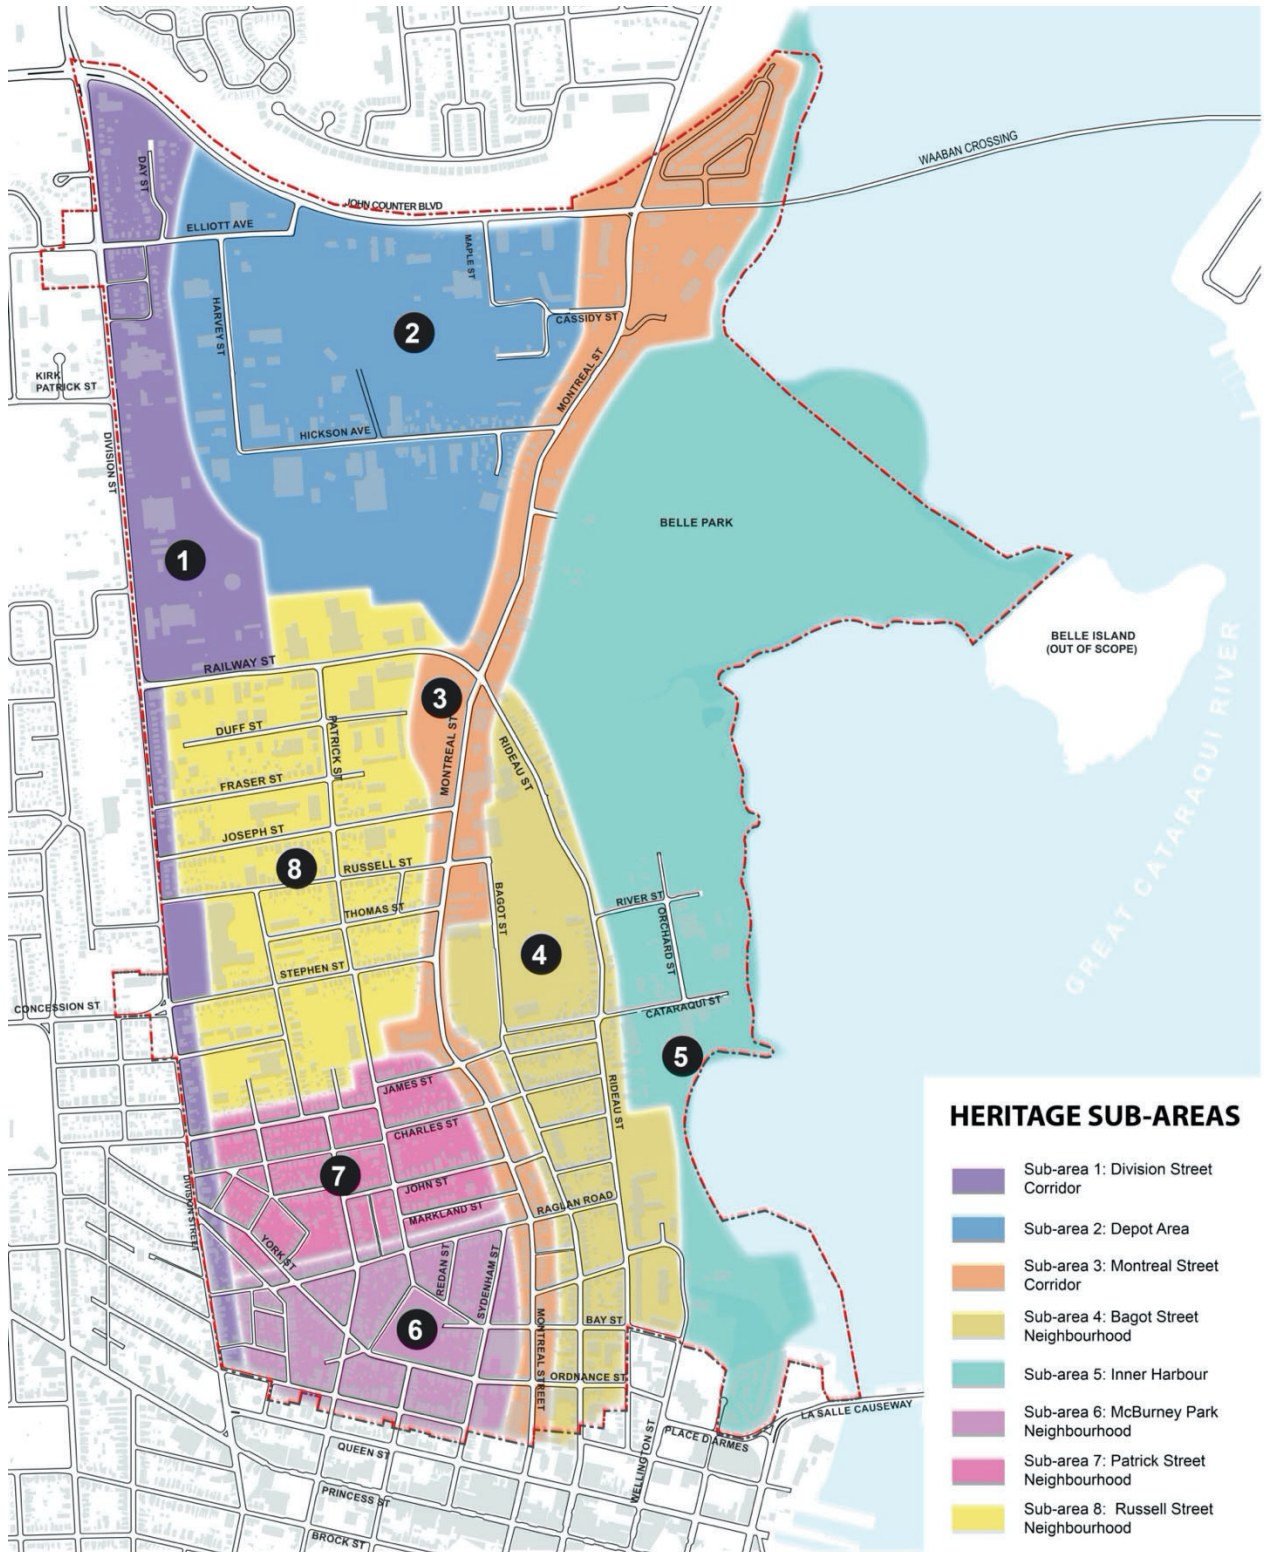 WAABAN CROSSING
DAY ST
JOHN COUNTER BLVD
ELLIOTT AVE
MAPLE ST
HARVEY ST
2
CASSIDY ST
KIRK
PATRICK ST
MONTREAL ST
HICKSON AVE
DIVISION ST
BELLE PARK
1
BELLE ISLAND
(OUT OF SCOPE)
GREAT CATARAQUI RIVER
RAILWAY ST
3
DUFF ST
PATRICK ST
MONTREAL ST
RIDEAU ST
FRASER ST
JOSEPH ST
8
RUSSELL ST
BAGOT ST
RIVER ST
THOMAS ST
ORCHARD ST
4
STEPHEN ST
CONCESSION ST
CATARAQUI ST
5
JAMES ST
RIDEAU ST
CHARLES ST
7
JOHN ST
DIVISION STREET
MARKLAND ST
RAGLAN ROAD
YORK ST
REDAN ST
SYDENHAM ST
6
MONTREAL STREET
BAY ST
ORDNANCE ST
LA SALLE CAUSEWAY
WELLINGTON ST
PLACE D'ARMES
QUEEN ST
PRINCESS ST
BROCK ST
HERITAGE SUB-AREAS
Sub-area 1: Division Street
Corridor
Sub-area 2: Depot Area
Sub-area 3: Montreal Street
Corridor
Sub-area 4: Bagot Street
Neighbourhood
Sub-area 5: Inner Harbour
Sub-area 6: McBurney Park
Neighbourhood
Sub-area 7: Patrick Street
Neighbourhood
Sub-area 8: Russell Street
Neighbourhood